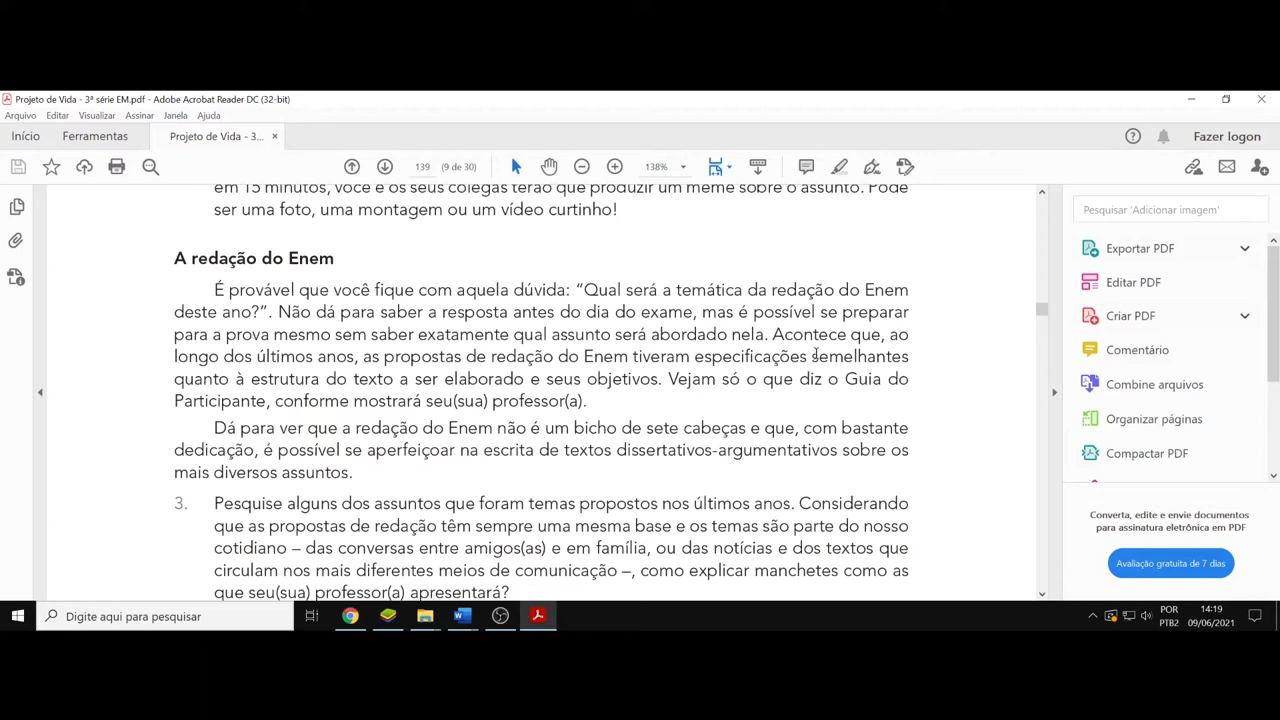 Projeto de Vida - 3ª série EM.pdf - Adobe Acrobat Reader DC (32-bit)
Arquivo Editar Visualizar Assinar Janela Ajuda
Início Ferramentas Projeto de Vida - 3... × Fazer logon
139 (9 de 30) 138%
em 15 minutos, você e os seus colegas terão que produzir um meme sobre o assunto. Pode
ser uma foto, uma montagem ou um vídeo curtinho!
A redação do Enem
É provável que você fique com aquela dúvida: “Qual será a temática da redação do Enem
deste ano?”. Não dá para saber a resposta antes do dia do exame, mas é possível se preparar
para a prova mesmo sem saber exatamente qual assunto será abordado nela. Acontece que, ao
longo dos últimos anos, as propostas de redação do Enem tiveram especificações semelhantes
quanto à estrutura do texto a ser elaborado e seus objetivos. Vejam só o que diz o Guia do
Participante, conforme mostrará seu(sua) professor(a).
Dá para ver que a redação do Enem não é um bicho de sete cabeças e que, com bastante
dedicação, é possível se aperfeiçoar na escrita de textos dissertativos-argumentativos sobre os
mais diversos assuntos.
3. Pesquise alguns dos assuntos que foram temas propostos nos últimos anos. Considerando
que as propostas de redação têm sempre uma mesma base e os temas são parte do nosso
cotidiano – das conversas entre amigos(as) e em família, ou das notícias e dos textos que
circulam nos mais diferentes meios de comunicação –, como explicar manchetes como as
que seu(sua) professor(a) apresentará?
Pesquisar 'Adicionar imagem'
Exportar PDF
Editar PDF
Criar PDF
Comentário
Combine arquivos
Organizar páginas
Compactar PDF
Converta, edite e envie documentos
para assinatura eletrônica em PDF
Avaliação gratuita de 7 dias
Digite aqui para pesquisar
POR
PTB2
14:19
09/06/2021